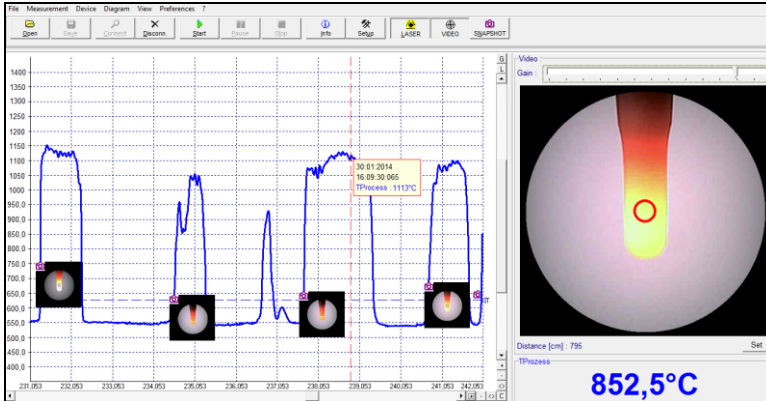 File Measurement Device Diagram View Preferences ?
Open Save Connect Disconn. Start Pause Stop Info Setup LASER VIDEO SNAPSHOT
Video
Gain :
G
L
1400
1350
1300
1250
1200
1150
1100
1050
1000
950,0
900,0
850,0
800,0
750,0
700,0
650,0
600,0
550,0
500,0
450,0
400,0
30:01:2014
16:09:30:065
TProcess : 1113°C
231,053 232,053 233,053 234,053 235,053 236,053 237,053 238,053 239,053 240,053 241,053 242,053
C
Distance [cm] : 795
Set
TProzess
852,5°C